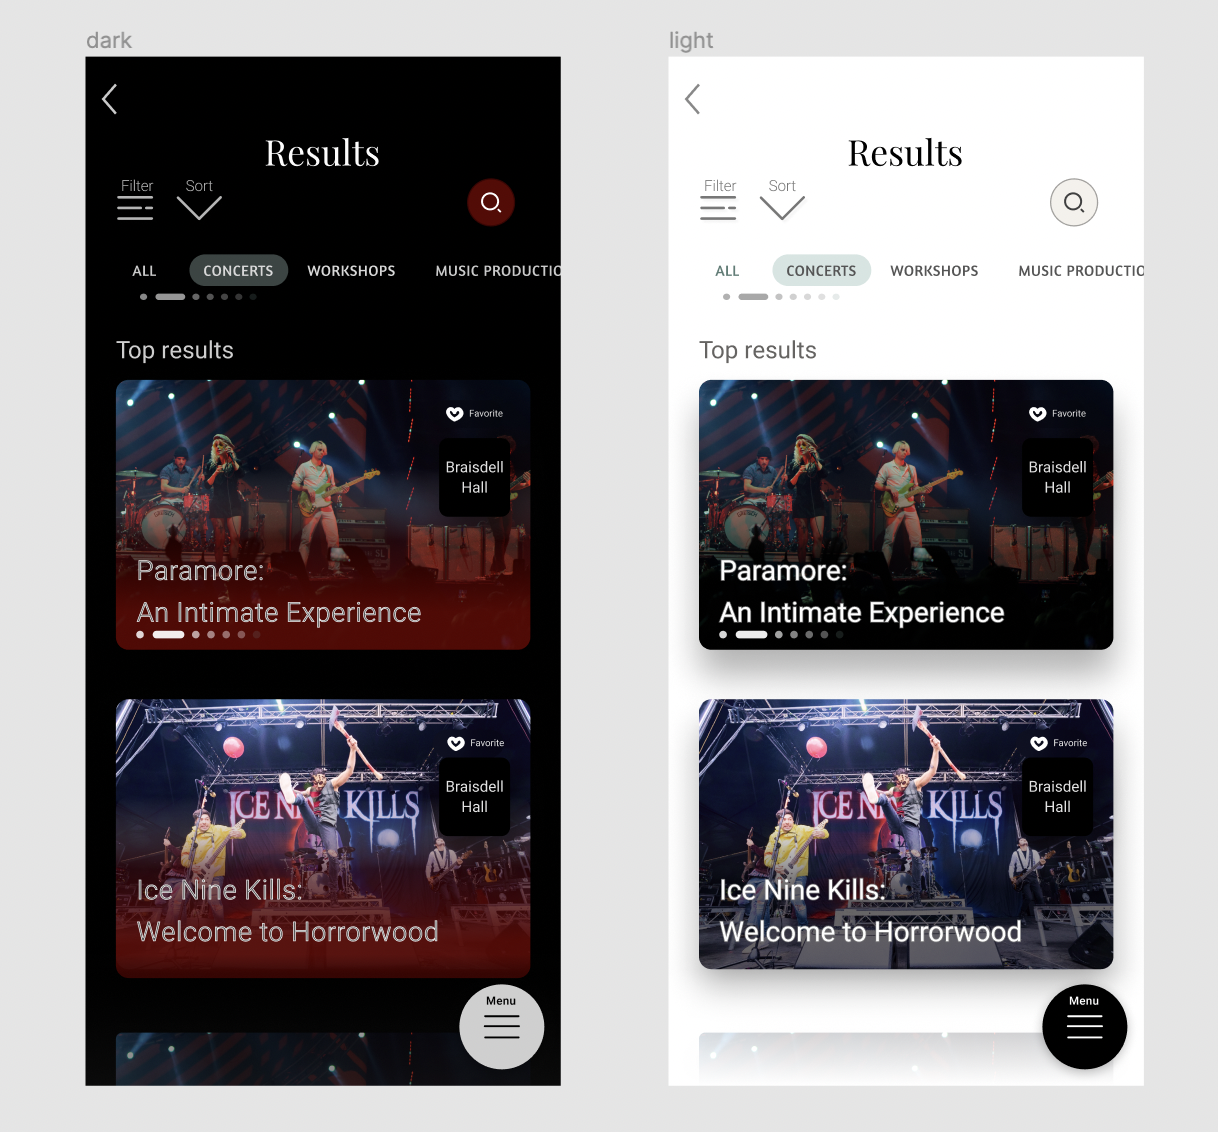 dark
Results
Filter
Sort
ALL
CONCERTS
WORKSHOPS
MUSIC PRODUCTIO
Top results
Favorite
Braisdell
Hall
Paramore:
An Intimate Experience
Favorite
Braisdell
Hall
ICE NINE KILLS
Ice Nine Kills:
Welcome to Horrorwood
Menu
light
Results
Filter
Sort
ALL
CONCERTS
WORKSHOPS
MUSIC PRODUCTIO
Top results
Favorite
Braisdell
Hall
Paramore:
An Intimate Experience
Favorite
Braisdell
Hall
ICE NINE KILLS
Ice Nine Kills:
Welcome to Horrorwood
Menu